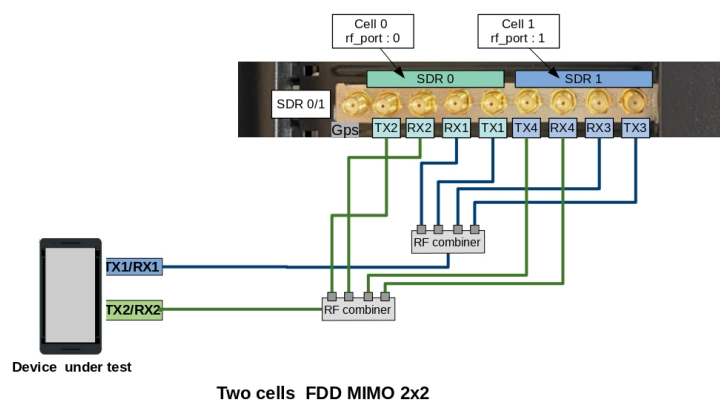 Cell 0
rf_port : 0
Cell 1
rf_port : 1
SDR 0
SDR 1
SDR 0/1
Gps
TX2
RX2
RX1
TX1
TX4
RX4
RX3
TX3
RF combiner
TX1/RX1
TX2/RX2
RF combiner
Device under test
Two cells FDD MIMO 2x2